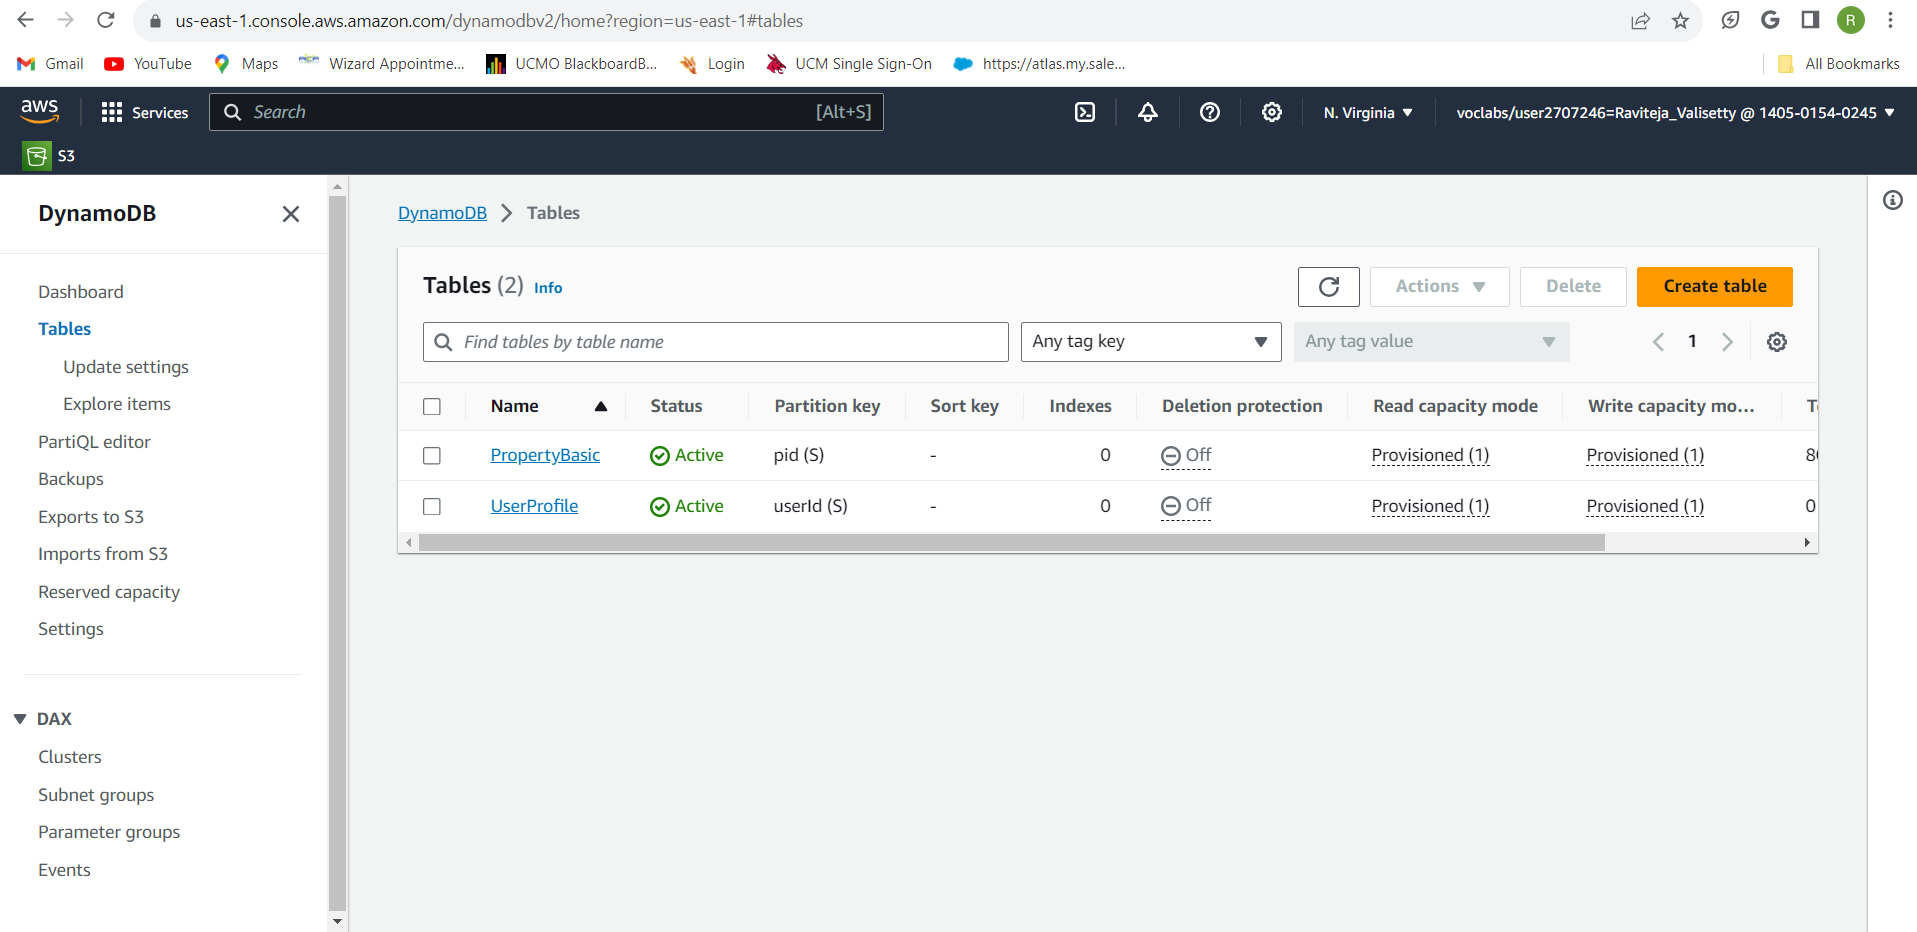 us-east-1.console.aws.amazon.com/dynamodbv2/home?region=us-east-1#tables
R
Gmail YouTube Maps Wizard Appointme... UCMO BlackboardB... Login UCM Single Sign-On https://atlas.my.sale... All Bookmarks
aws Services Search [Alt+S] N. Virginia voclabs/user2707246=Raviteja_Valisetty @ 1405-0154-0245
S3
DynamoDB
Dashboard
Tables
Update settings
Explore items
PartiQL editor
Backups
Exports to S3
Imports from S3
Reserved capacity
Settings
DAX
Clusters
Subnet groups
Parameter groups
Events
DynamoDB Tables
Tables (2) Info Actions Delete Create table
Find tables by table name Any tag key Any tag value 1
Name Status Partition key Sort key Indexes Deletion protection Read capacity mode Write capacity mo...
PropertyBasic Active pid (S) - 0 Off Provisioned (1) Provisioned (1)
UserProfile Active userId (S) - 0 Off Provisioned (1) Provisioned (1) 0